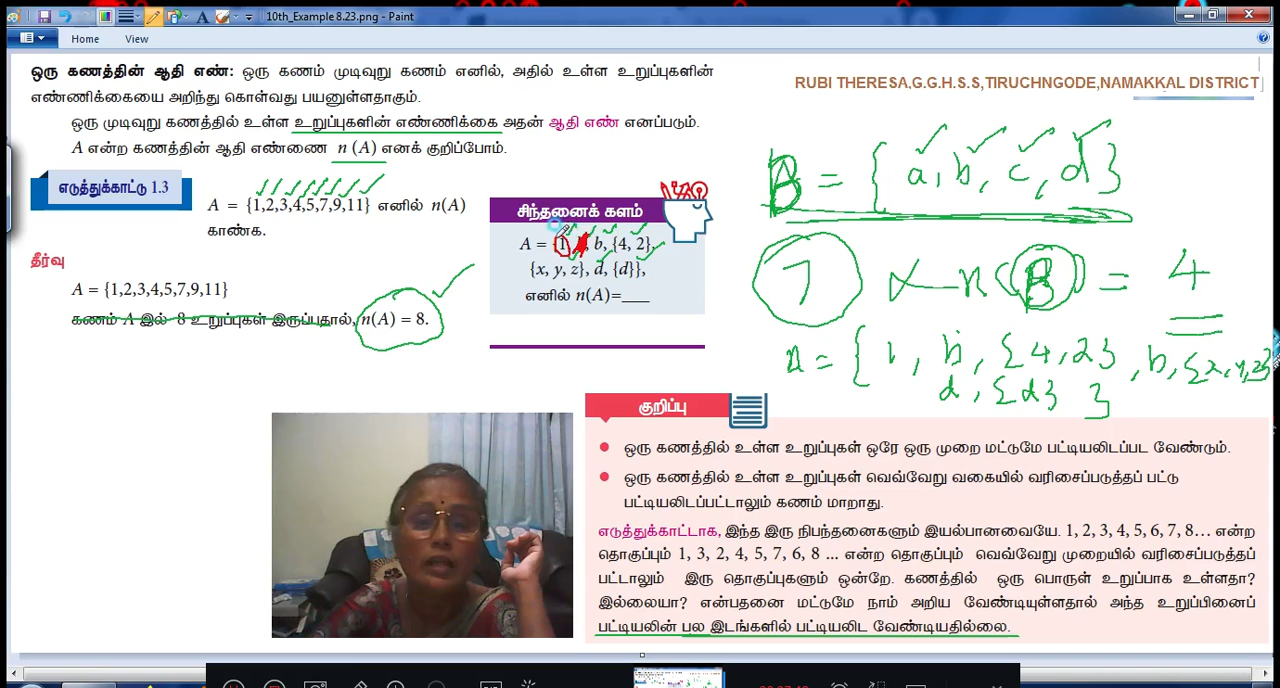 10th_Example 8.23.png - Paint
Home View
ஒரு கணத்தின் ஆதி எண்: ஒரு கணம் முடிவுறு கணம் எனில், அதில் உள்ள உறுப்புகளின்
எண்ணிக்கையை அறிந்து கொள்வது பயனுள்ளதாகும்.
ஒரு முடிவுறு கணத்தில் உள்ள உறுப்புகளின் எண்ணிக்கை அதன் ஆதி எண் எனப்படும்.
A என்ற கணத்தின் ஆதி எண்ணை n (A) எனக் குறிப்போம்.
எடுத்துக்காட்டு 1.3
A = {1,2,3,4,5,7,9,11} எனில் n(A)
காண்க.
தீர்வு
A = {1,2,3,4,5,7,9,11}
கணம் A இல் 8 உறுப்புகள் இருப்பதால், n(A) = 8.
சிந்தனைக் களம்
A = {1, b, {4, 2},
{x, y, z}, d, {d}},
எனில் n(A)=___
RUBI THERESA,G.G.H.S.S,TIRUCHNGODE,NAMAKKAL DISTRICT
B = { a, b, c, d }
7 n(B) = 4
= { 1, b, {4, 2} , b, {x, y, z}
d, {d} }
குறிப்பு
ஒரு கணத்தில் உள்ள உறுப்புகள் ஒரே ஒரு முறை மட்டுமே பட்டியலிடப்பட வேண்டும்.
ஒரு கணத்தில் உள்ள உறுப்புகள் வெவ்வேறு வகையில் வரிசைப்படுத்தப் பட்டு
பட்டியலிடப்பட்டாலும் கணம் மாறாது.
எடுத்துக்காட்டாக, இந்த இரு நிபந்தனைகளும் இயல்பானவையே. 1, 2, 3, 4, 5, 6, 7, 8... என்ற
தொகுப்பும் 1, 3, 2, 4, 5, 7, 6, 8 ... என்ற தொகுப்பும் வெவ்வேறு முறையில் வரிசைப்படுத்தப்
பட்டாலும் இரு தொகுப்புகளும் ஒன்றே. கணத்தில் ஒரு பொருள் உறுப்பாக உள்ளதா?
இல்லையா? என்பதனை மட்டுமே நாம் அறிய வேண்டியுள்ளதால் அந்த உறுப்பினைப்
பட்டியலின் பல இடங்களில் பட்டியலிட வேண்டியதில்லை.